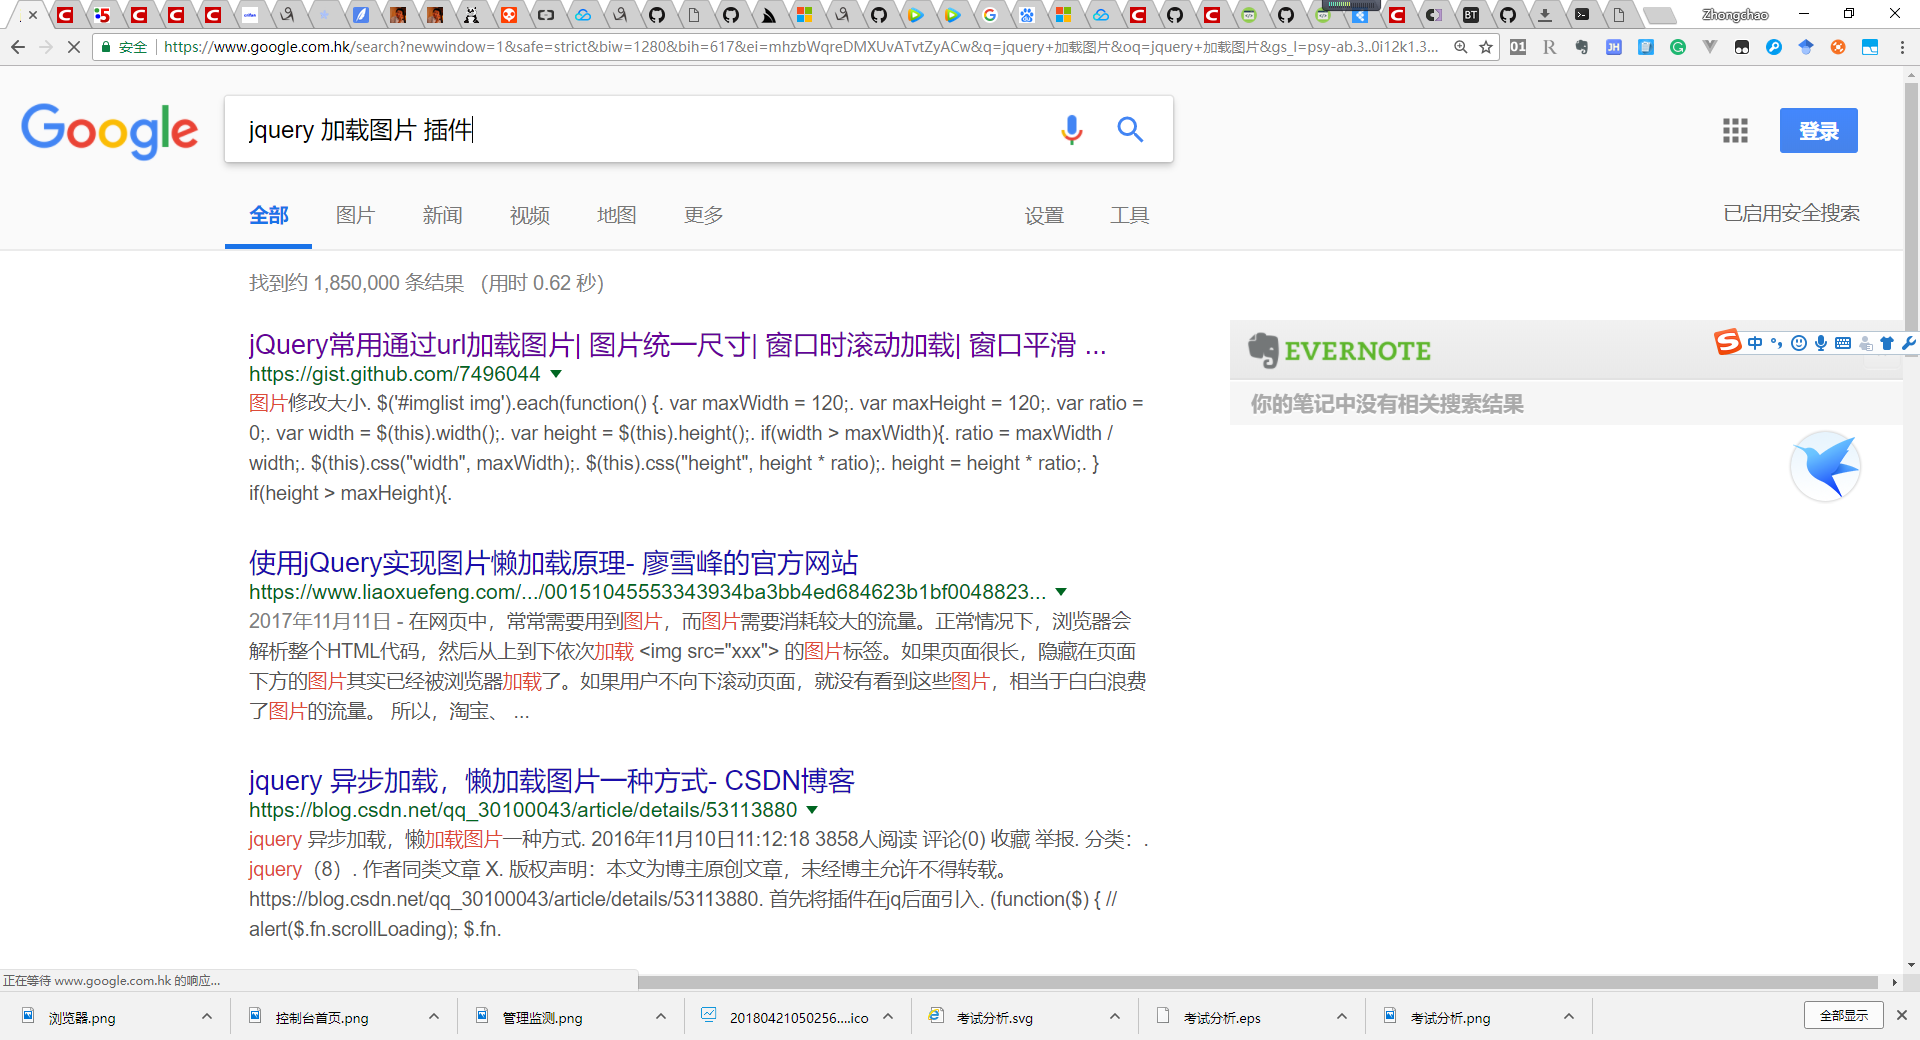 Zhongchao
安全 https://www.google.com.hk/search?newwindow=1&safe=strict&biw=1280&bih=617&ei=mhzbWqreDMXUvATvtZyACw&q=jquery+加载图片&oq=jquery+加载图片&gs_l=psy-ab.3..0i12k1.3...
Google
jquery 加载图片 插件
登录
全部 图片 新闻 视频 地图 更多 设置 工具
已启用安全搜索
找到约 1,850,000 条结果 （用时 0.62 秒）
jQuery常用通过url加载图片| 图片统一尺寸| 窗口时滚动加载| 窗口平滑 ...
https://gist.github.com/7496044
图片修改大小. $('#imglist img').each(function() {. var maxWidth = 120;. var maxHeight = 120;. var ratio =
0;. var width = $(this).width();. var height = $(this).height();. if(width > maxWidth){. ratio = maxWidth /
width;. $(this).css("width", maxWidth);. $(this).css("height", height * ratio);. height = height * ratio;. }
if(height > maxHeight){.
使用jQuery实现图片懒加载原理- 廖雪峰的官方网站
https://www.liaoxuefeng.com/.../00151045553343934ba3bb4ed684623b1bf0048823...
2017年11月11日 - 在网页中，常常需要用到图片，而图片需要消耗较大的流量。正常情况下，浏览器会
解析整个HTML代码，然后从上到下依次加载 <img src="xxx"> 的图片标签。如果页面很长，隐藏在页面
下方的图片其实已经被浏览器加载了。如果用户不向下滚动页面，就没有看到这些图片，相当于白白浪费
了图片的流量。 所以，淘宝、 ...
jquery 异步加载，懒加载图片一种方式- CSDN博客
https://blog.csdn.net/qq_30100043/article/details/53113880
jquery 异步加载，懒加载图片一种方式. 2016年11月10日11:12:18 3858人阅读 评论(0) 收藏 举报. 分类：.
jquery（8）. 作者同类文章 X. 版权声明：本文为博主原创文章，未经博主允许不得转载。
https://blog.csdn.net/qq_30100043/article/details/53113880. 首先将插件在jq后面引入. (function($) { //
alert($.fn.scrollLoading); $.fn.
EVERNOTE
中
你的笔记中没有相关搜索结果
正在等待 www.google.com.hk 的响应...
浏览器.png
控制台首页.png
管理监测.png
20180421050256....ico
考试分析.svg
考试分析.eps
考试分析.png
全部显示